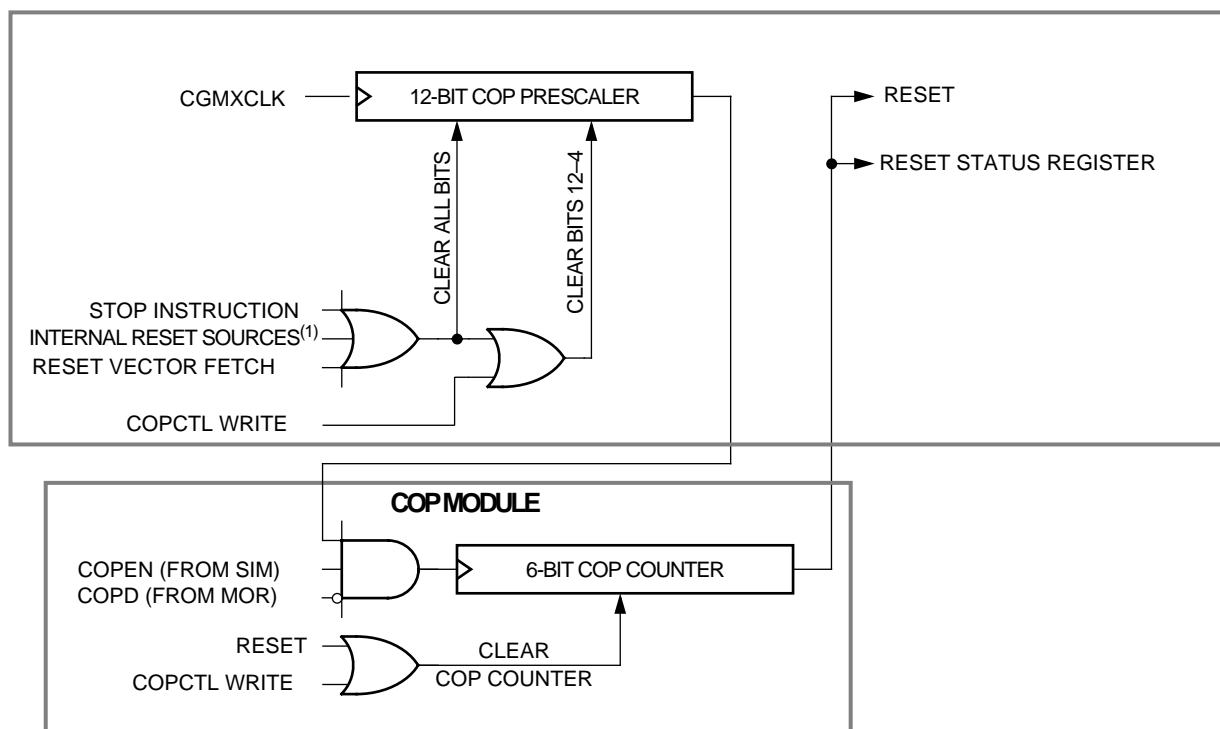 CGMXCLK
12-BIT COP PRESCALER
RESET
RESET STATUS REGISTER
CLEAR ALL BITS
CLEAR BITS 12–4
STOP INSTRUCTION
INTERNAL RESET SOURCES(1)
RESET VECTOR FETCH
COPCTL WRITE
COP MODULE
COPEN (FROM SIM)
COPD (FROM MOR)
6-BIT COP COUNTER
RESET
COPCTL WRITE
CLEAR
COP COUNTER